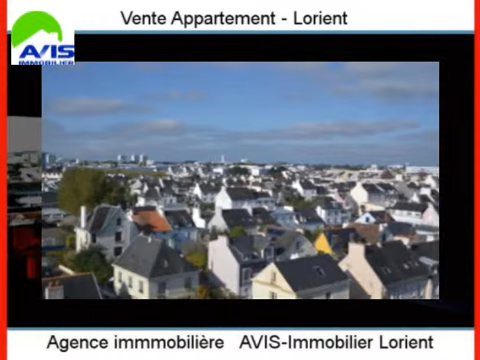 Vente Appartement - Lorient
AVIS
IMMOBILIER
Agence immmobilière AVIS-Immobilier Lorient